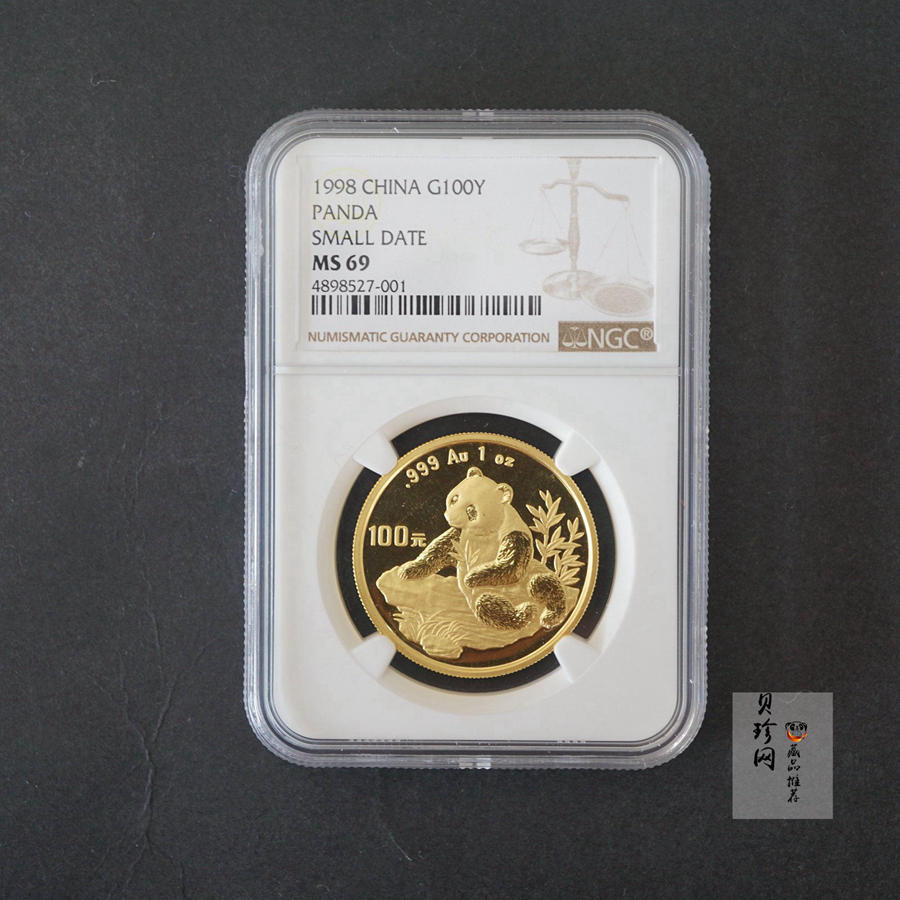 1998 CHINA G100Y
PANDA
SMALL DATE
MS 69
4898527-001
NUMISMATIC GUARANTY CORPORATION
NGC®
.999 Au 1 oz
100元
贝珍网
藏品推荐